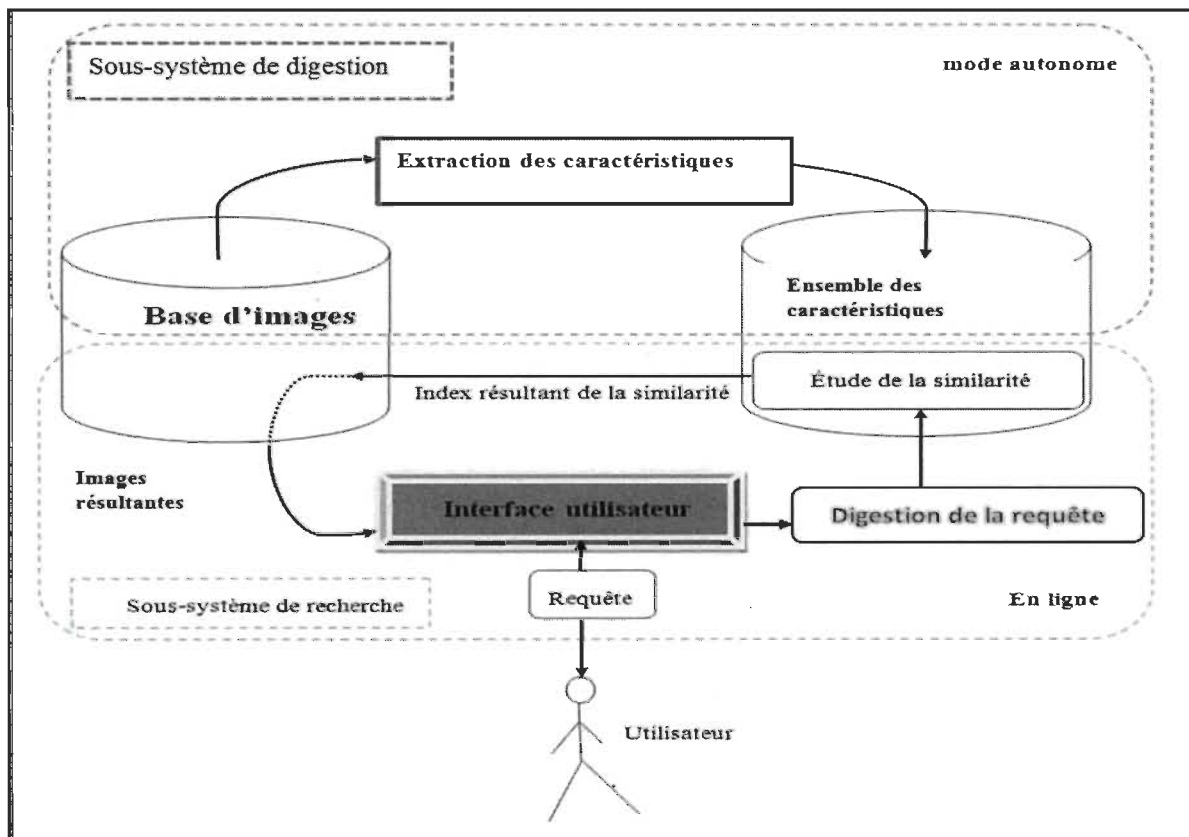 Sous-système de digestion
mode autonome
Extraction des caractéristiques
Base d'images
Ensemble des
caractéristiques
Étude de la similarité
Index résultant de la similarité
Images
résultantes
Interface utilisateur
Digestion de la requête
Sous-système de recherche
Requête
En ligne
Utilisateur